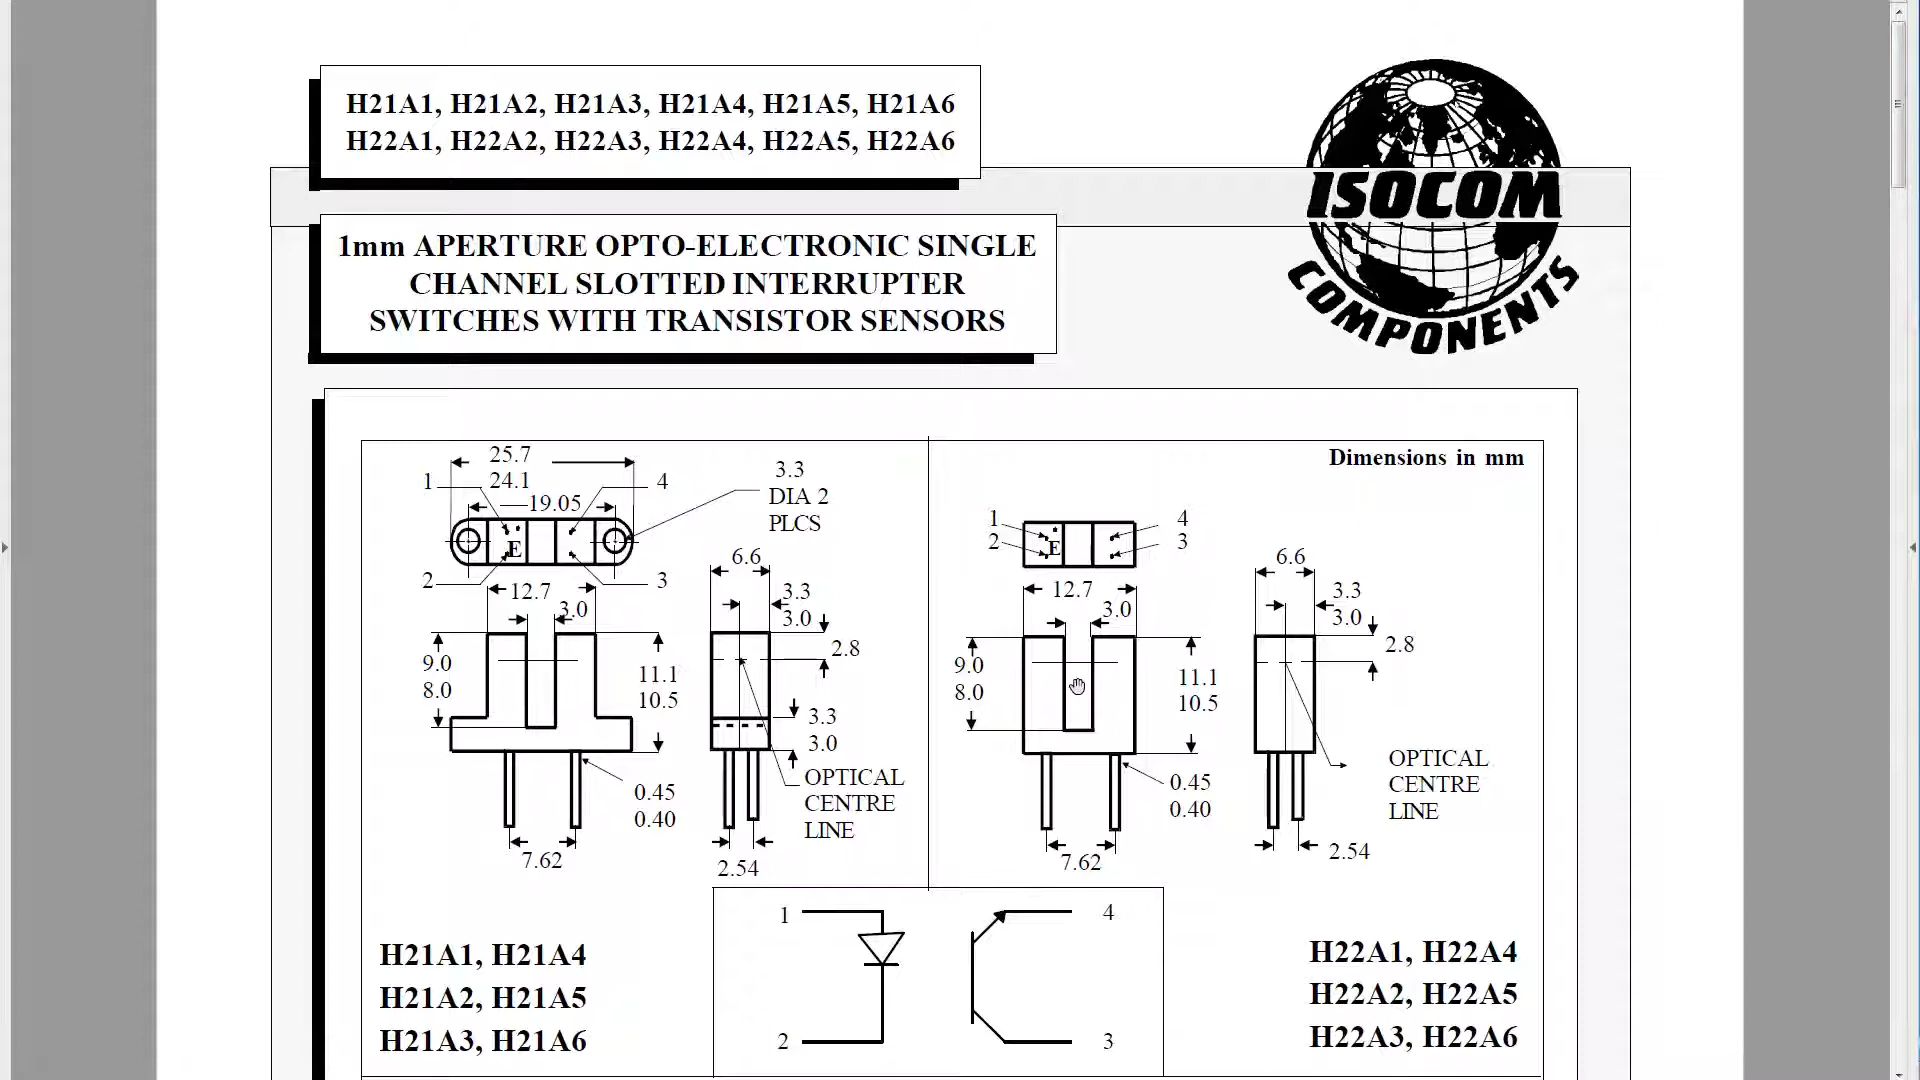 H21A1, H21A2, H21A3, H21A4, H21A5, H21A6
H22A1, H22A2, H22A3, H22A4, H22A5, H22A6
ISOCOM
COMPONENTS
1mm APERTURE OPTO-ELECTRONIC SINGLE
CHANNEL SLOTTED INTERRUPTER
SWITCHES WITH TRANSISTOR SENSORS
Dimensions in mm
25.7
24.1
1
4
19.05
3.3
DIA 2
PLCS
E
2
3
12.7
3.0
6.6
3.3
3.0
2.8
9.0
8.0
11.1
10.5
3.3
3.0
OPTICAL
CENTRE
LINE
0.45
0.40
7.62
2.54
1
2
E
4
3
12.7
3.0
6.6
3.3
3.0
2.8
9.0
8.0
11.1
10.5
OPTICAL
CENTRE
LINE
0.45
0.40
7.62
2.54
H21A1, H21A4
H21A2, H21A5
H21A3, H21A6
1
4
2
3
H22A1, H22A4
H22A2, H22A5
H22A3, H22A6